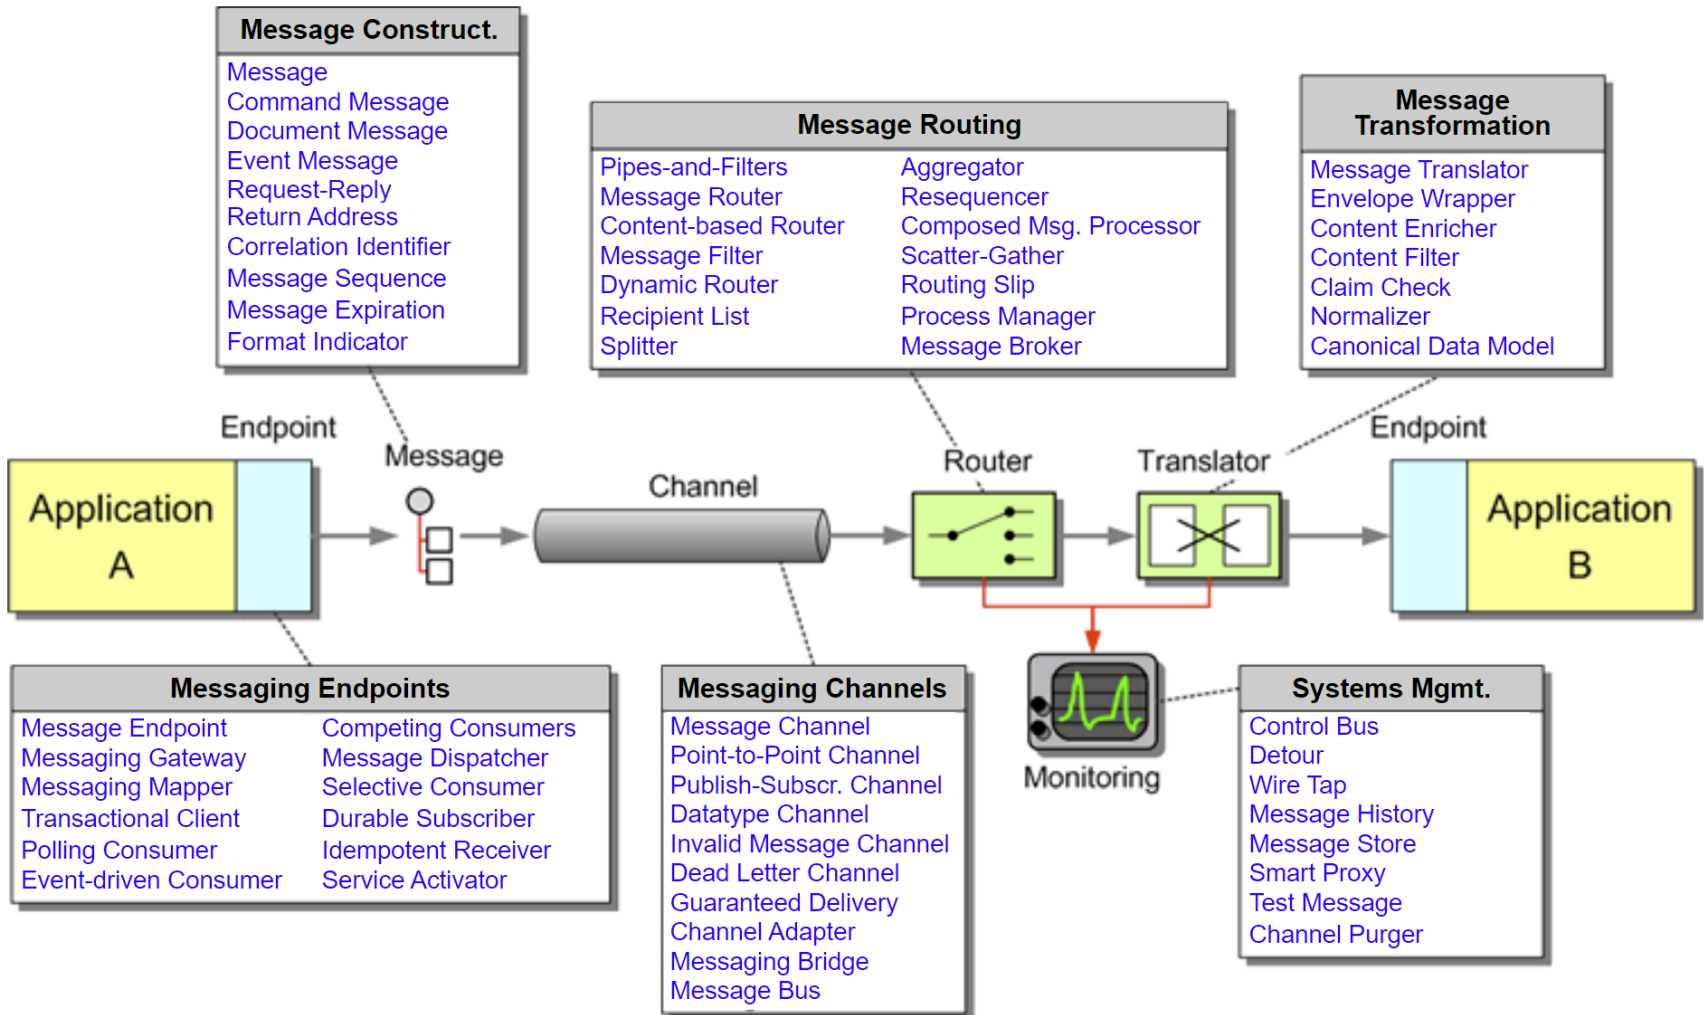 Message Construct.
Message
Command Message
Document Message
Event Message
Request-Reply
Return Address
Correlation Identifier
Message Sequence
Message Expiration
Format Indicator
Message Routing
Pipes-and-Filters
Message Router
Content-based Router
Message Filter
Dynamic Router
Recipient List
Splitter
Aggregator
Resequencer
Composed Msg. Processor
Scatter-Gather
Routing Slip
Process Manager
Message Broker
Message
Transformation
Message Translator
Envelope Wrapper
Content Enricher
Content Filter
Claim Check
Normalizer
Canonical Data Model
Endpoint
Application
A
Message
Channel
Router
Translator
Endpoint
Application
B
Messaging Endpoints
Message Endpoint
Messaging Gateway
Messaging Mapper
Transactional Client
Polling Consumer
Event-driven Consumer
Competing Consumers
Message Dispatcher
Selective Consumer
Durable Subscriber
Idempotent Receiver
Service Activator
Messaging Channels
Message Channel
Point-to-Point Channel
Publish-Subscr. Channel
Datatype Channel
Invalid Message Channel
Dead Letter Channel
Guaranteed Delivery
Channel Adapter
Messaging Bridge
Message Bus
Monitoring
Systems Mgmt.
Control Bus
Detour
Wire Tap
Message History
Message Store
Smart Proxy
Test Message
Channel Purger